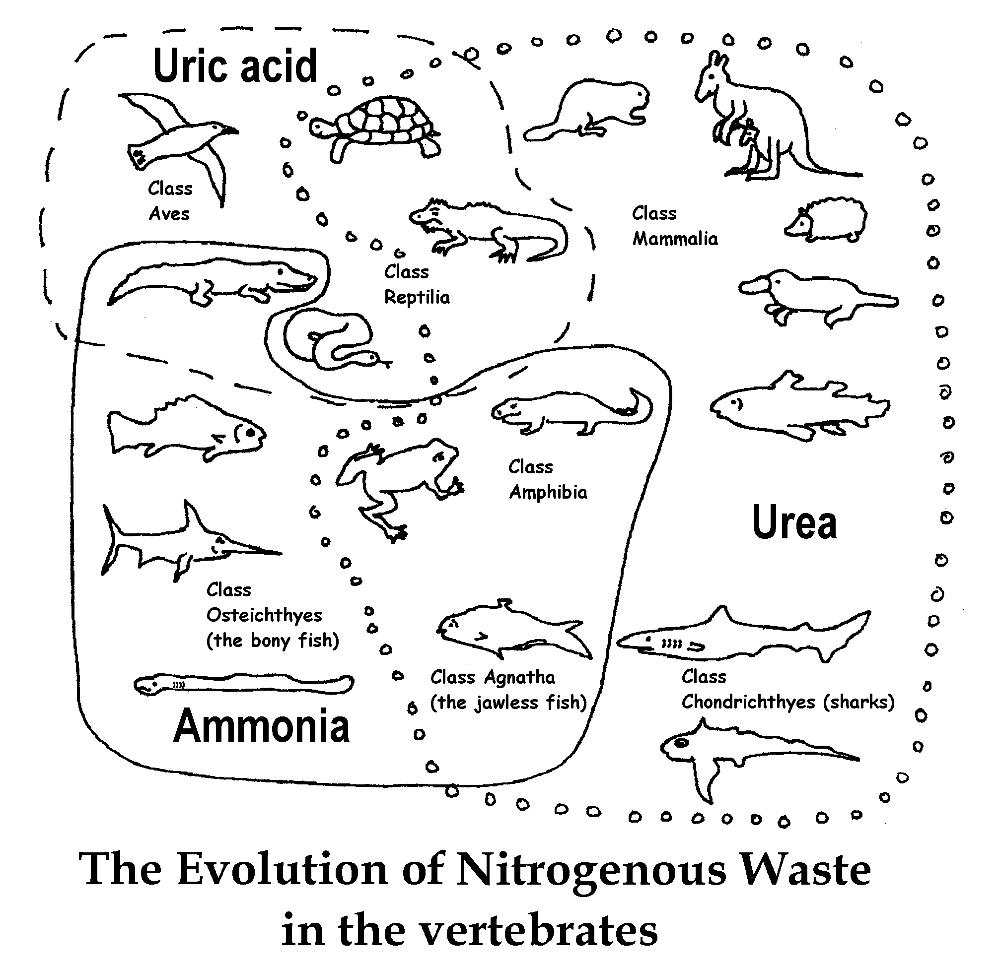 Uric acid
Class
Aves
Class
Mammalia
Class
Reptilia
Class
Amphibia
Urea
Class
Osteichthyes
(the bony fish)
Class Agnatha
(the jawless fish)
Class
Chondrichthyes (sharks)
Ammonia
The Evolution of Nitrogenous Waste
in the vertebrates